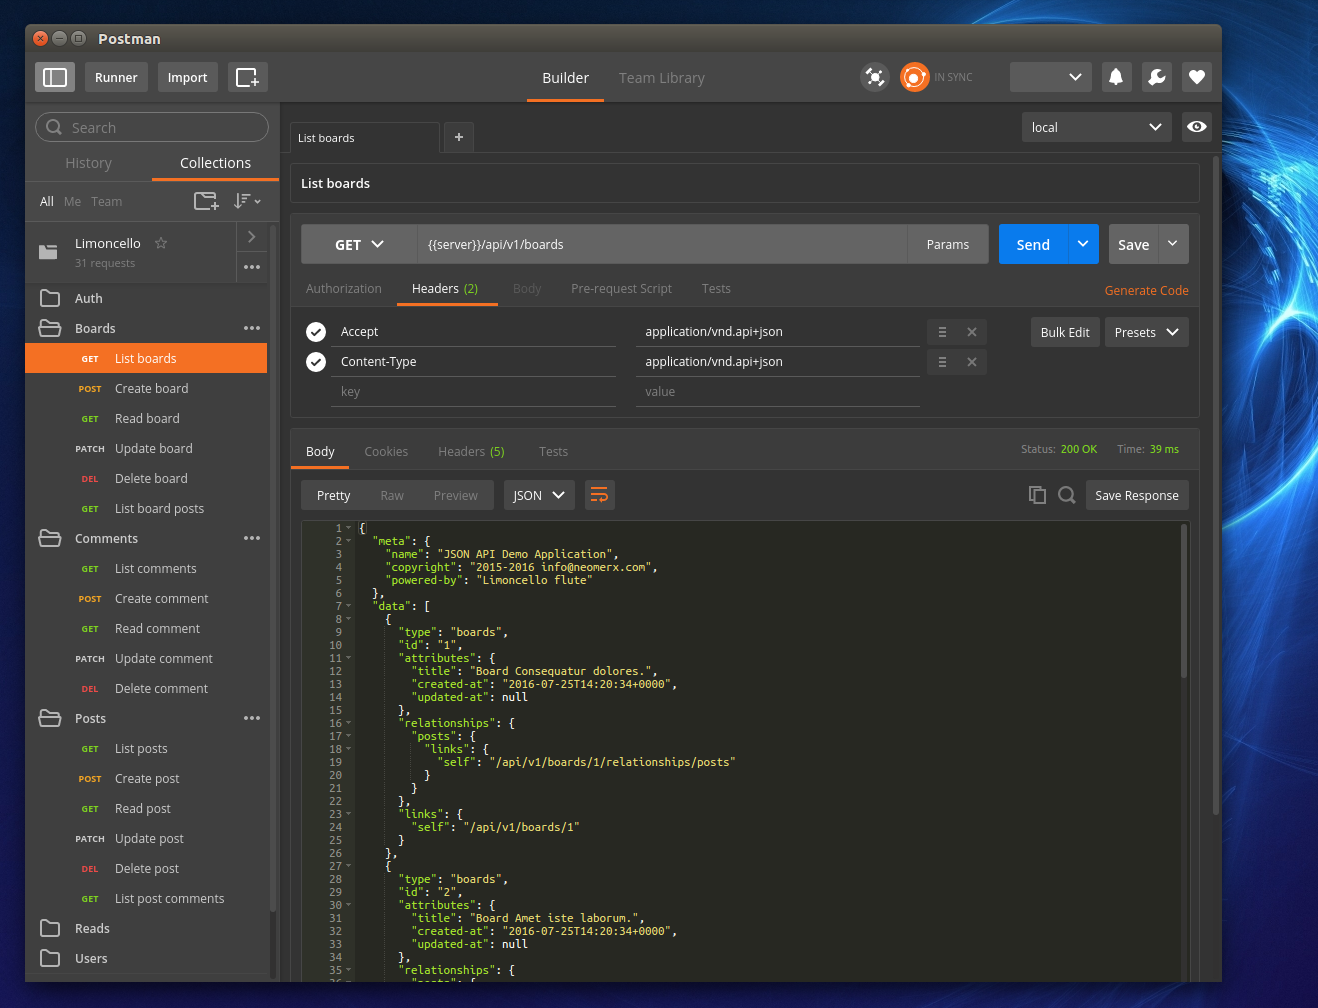 Postman
Runner Import Builder Team Library IN SYNC
Search
History Collections
All Me Team
Limoncello
31 requests
Auth
Boards
GET List boards
POST Create board
GET Read board
PATCH Update board
DEL Delete board
GET List board posts
Comments
GET List comments
POST Create comment
GET Read comment
PATCH Update comment
DEL Delete comment
Posts
GET List posts
POST Create post
GET Read post
PATCH Update post
DEL Delete post
GET List post comments
Reads
Users
List boards + local
List boards
GET {{server}}/api/v1/boards Params Send Save
Authorization Headers (2) Body Pre-request Script Tests Generate Code
Accept application/vnd.api+json Bulk Edit Presets
Content-Type application/vnd.api+json
key value
Body Cookies Headers (5) Tests Status: 200 OK Time: 39 ms
Pretty Raw Preview JSON Save Response
1 {
2 "meta": {
3 "name": "JSON API Demo Application",
4 "copyright": "2015-2016 info@neomerx.com",
5 "powered-by": "Limoncello flute"
6 },
7 "data": [
8 {
9 "type": "boards",
10 "id": "1",
11 "attributes": {
12 "title": "Board Consequatur dolores.",
13 "created-at": "2016-07-25T14:20:34+0000",
14 "updated-at": null
15 },
16 "relationships": {
17 "posts": {
18 "links": {
19 "self": "/api/v1/boards/1/relationships/posts"
20 }
21 }
22 },
23 "links": {
24 "self": "/api/v1/boards/1"
25 }
26 },
27 {
28 "type": "boards",
29 "id": "2",
30 "attributes": {
31 "title": "Board Amet iste laborum.",
32 "created-at": "2016-07-25T14:20:34+0000",
33 "updated-at": null
34 },
35 "relationships": {